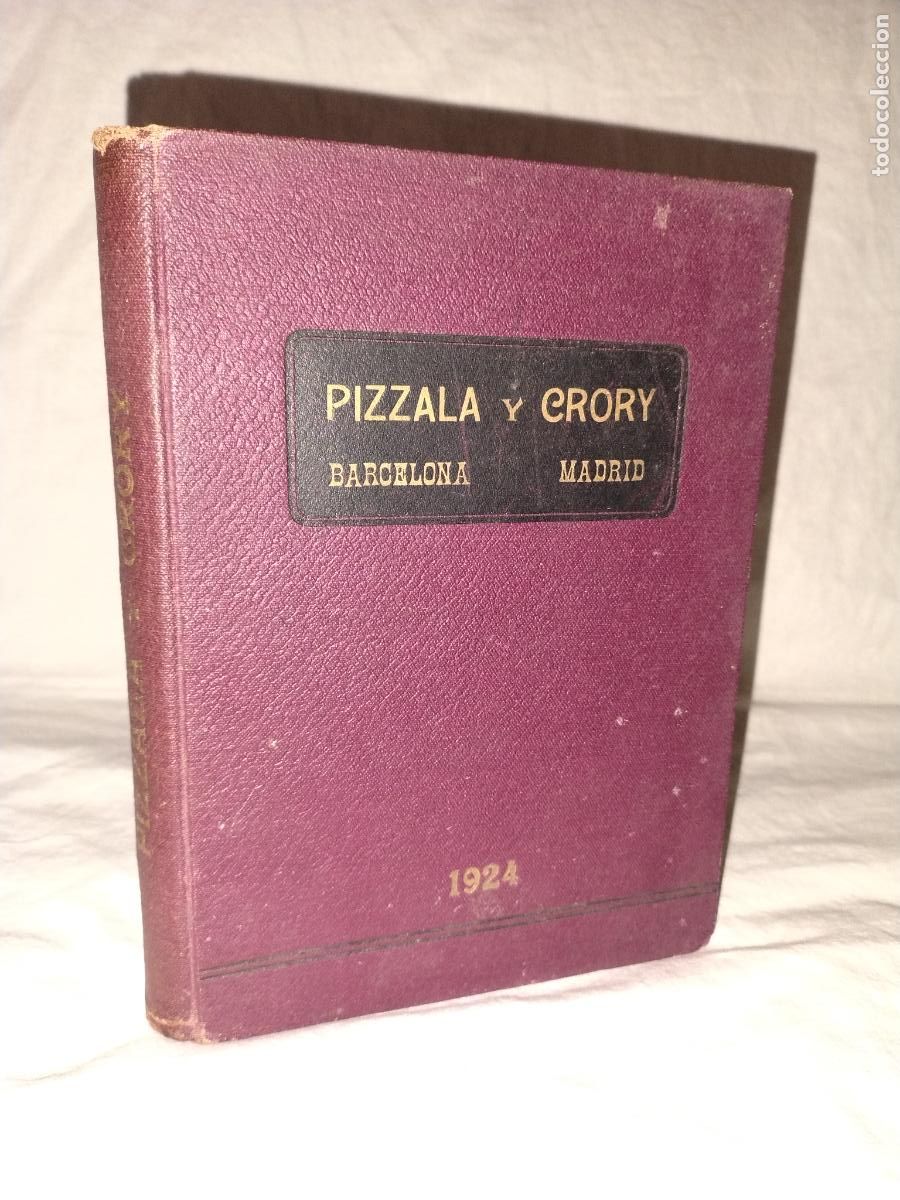 PIZZALA Y CRORY
BARCELONA MADRID
1924
PIZZALA Y CRORY
todocoleccion